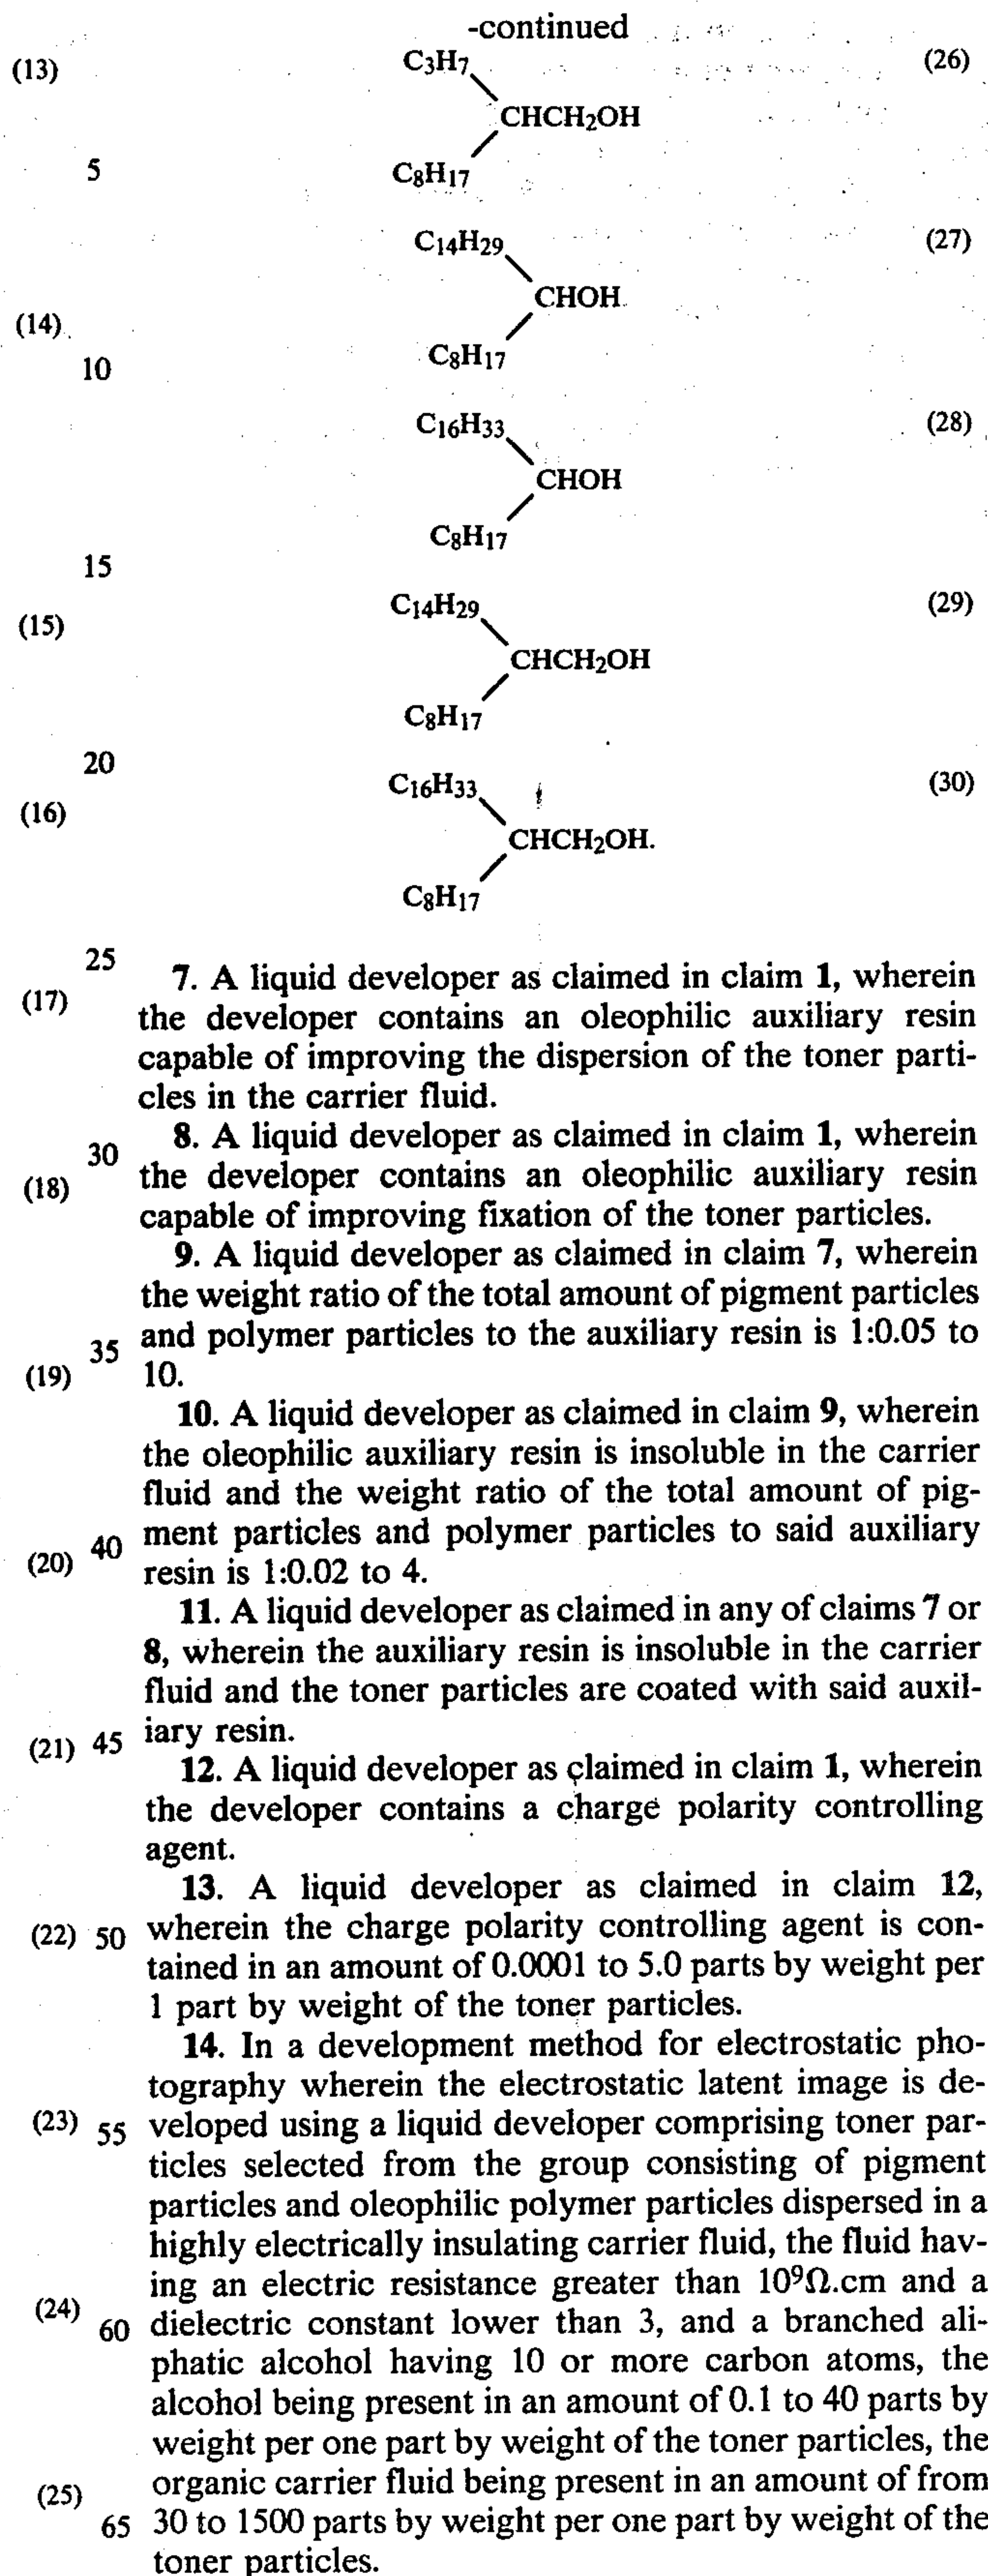 -continued
(13) C3H7 (26)
CHCH2OH
5 C8H17
C14H29 (27)
CHOH
(14)
C8H17
10
C16H33 (28)
CHOH
C8H17
15
C14H29 (29)
(15)
CHCH2OH
C8H17
20
C16H33 (30)
(16)
CHCH2OH.
C8H17
25
7. A liquid developer as claimed in claim 1, wherein
(17)
the developer contains an oleophilic auxiliary resin
capable of improving the dispersion of the toner parti-
cles in the carrier fluid.
8. A liquid developer as claimed in claim 1, wherein
30
(18) the developer contains an oleophilic auxiliary resin
capable of improving fixation of the toner particles.
9. A liquid developer as claimed in claim 7, wherein
the weight ratio of the total amount of pigment particles
35 and polymer particles to the auxiliary resin is 1:0.05 to
(19) 10.
10. A liquid developer as claimed in claim 9, wherein
the oleophilic auxiliary resin is insoluble in the carrier
fluid and the weight ratio of the total amount of pig-
40 ment particles and polymer particles to said auxiliary
(20) resin is 1:0.02 to 4.
11. A liquid developer as claimed in any of claims 7 or
8, wherein the auxiliary resin is insoluble in the carrier
fluid and the toner particles are coated with said auxil-
(21) 45 iary resin.
12. A liquid developer as claimed in claim 1, wherein
the developer contains a charge polarity controlling
agent.
13. A liquid developer as claimed in claim 12,
(22) 50 wherein the charge polarity controlling agent is con-
tained in an amount of 0.0001 to 5.0 parts by weight per
1 part by weight of the toner particles.
14. In a development method for electrostatic pho-
tography wherein the electrostatic latent image is de-
(23) 55 veloped using a liquid developer comprising toner par-
ticles selected from the group consisting of pigment
particles and oleophilic polymer particles dispersed in a
highly electrically insulating carrier fluid, the fluid hav-
ing an electric resistance greater than 10⁹Ω.cm and a
(24) 60 dielectric constant lower than 3, and a branched ali-
phatic alcohol having 10 or more carbon atoms, the
alcohol being present in an amount of 0.1 to 40 parts by
weight per one part by weight of the toner particles, the
(25) organic carrier fluid being present in an amount of from
65 30 to 1500 parts by weight per one part by weight of the
toner particles.